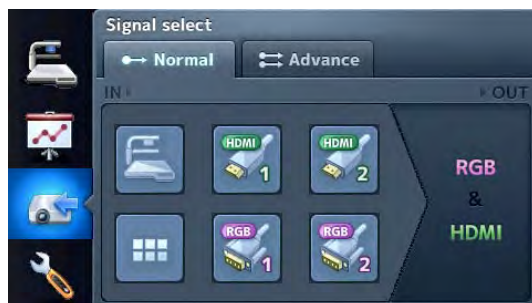 Signal select
Normal
Advance
IN
OUT
HDMI 1
HDMI 2
RGB
&
HDMI
RGB 1
RGB 2